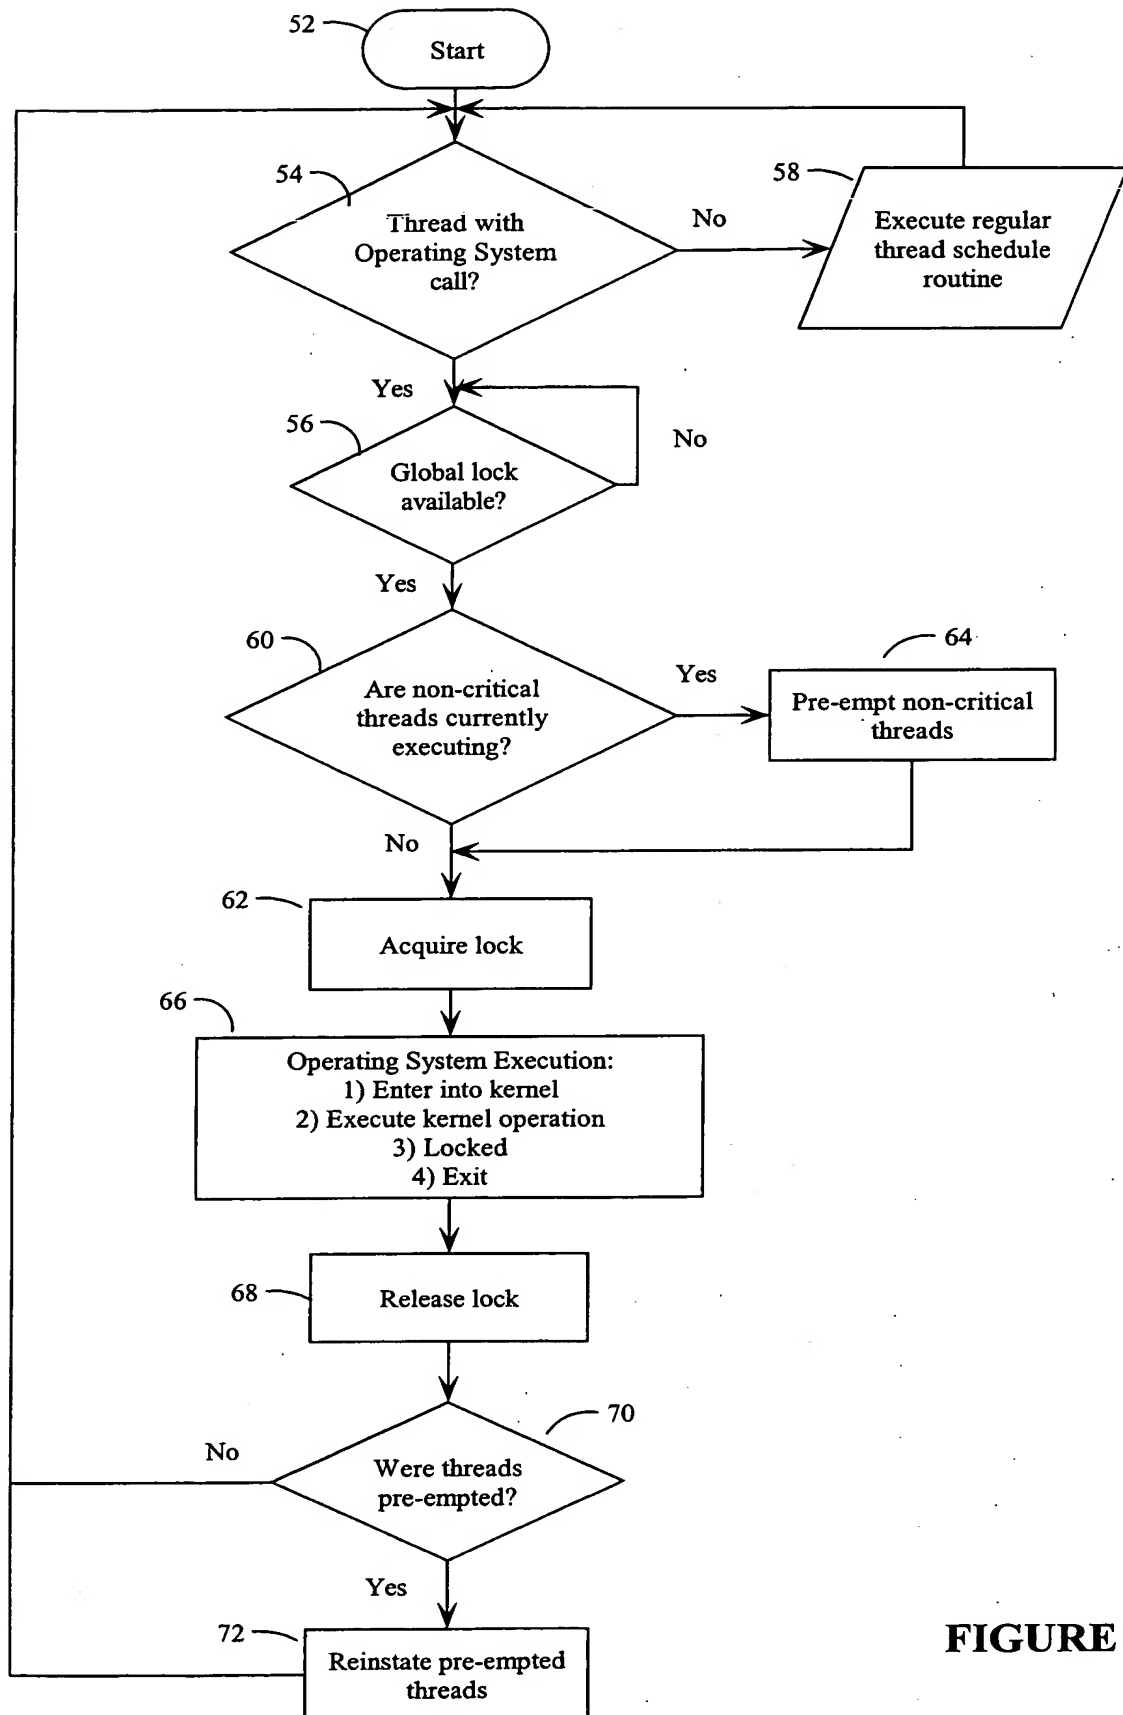 52
Start
54
Thread with
Operating System
call?
No
58
Execute regular
thread schedule
routine
Yes
56
Global lock
available?
No
Yes
60
Are non-critical
threads currently
executing?
Yes
64
Pre-empt non-critical
threads
No
62
Acquire lock
66
Operating System Execution:
1) Enter into kernel
2) Execute kernel operation
3) Locked
4) Exit
68
Release lock
70
No
Were threads
pre-empted?
Yes
72
Reinstate pre-empted
threads
FIGURE